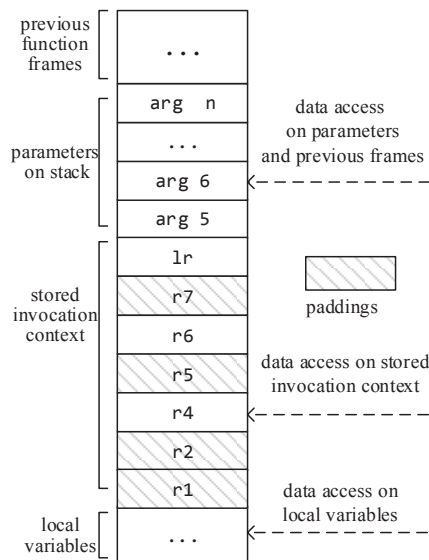 previous
function
frames
...
arg n
...
arg 6
arg 5
parameters
on stack
data access
on parameters
and previous frames
lr
r7
r6
r5
r4
r2
r1
stored
invocation
context
paddings
data access on stored
invocation context
local
variables
...
data access on
local variables